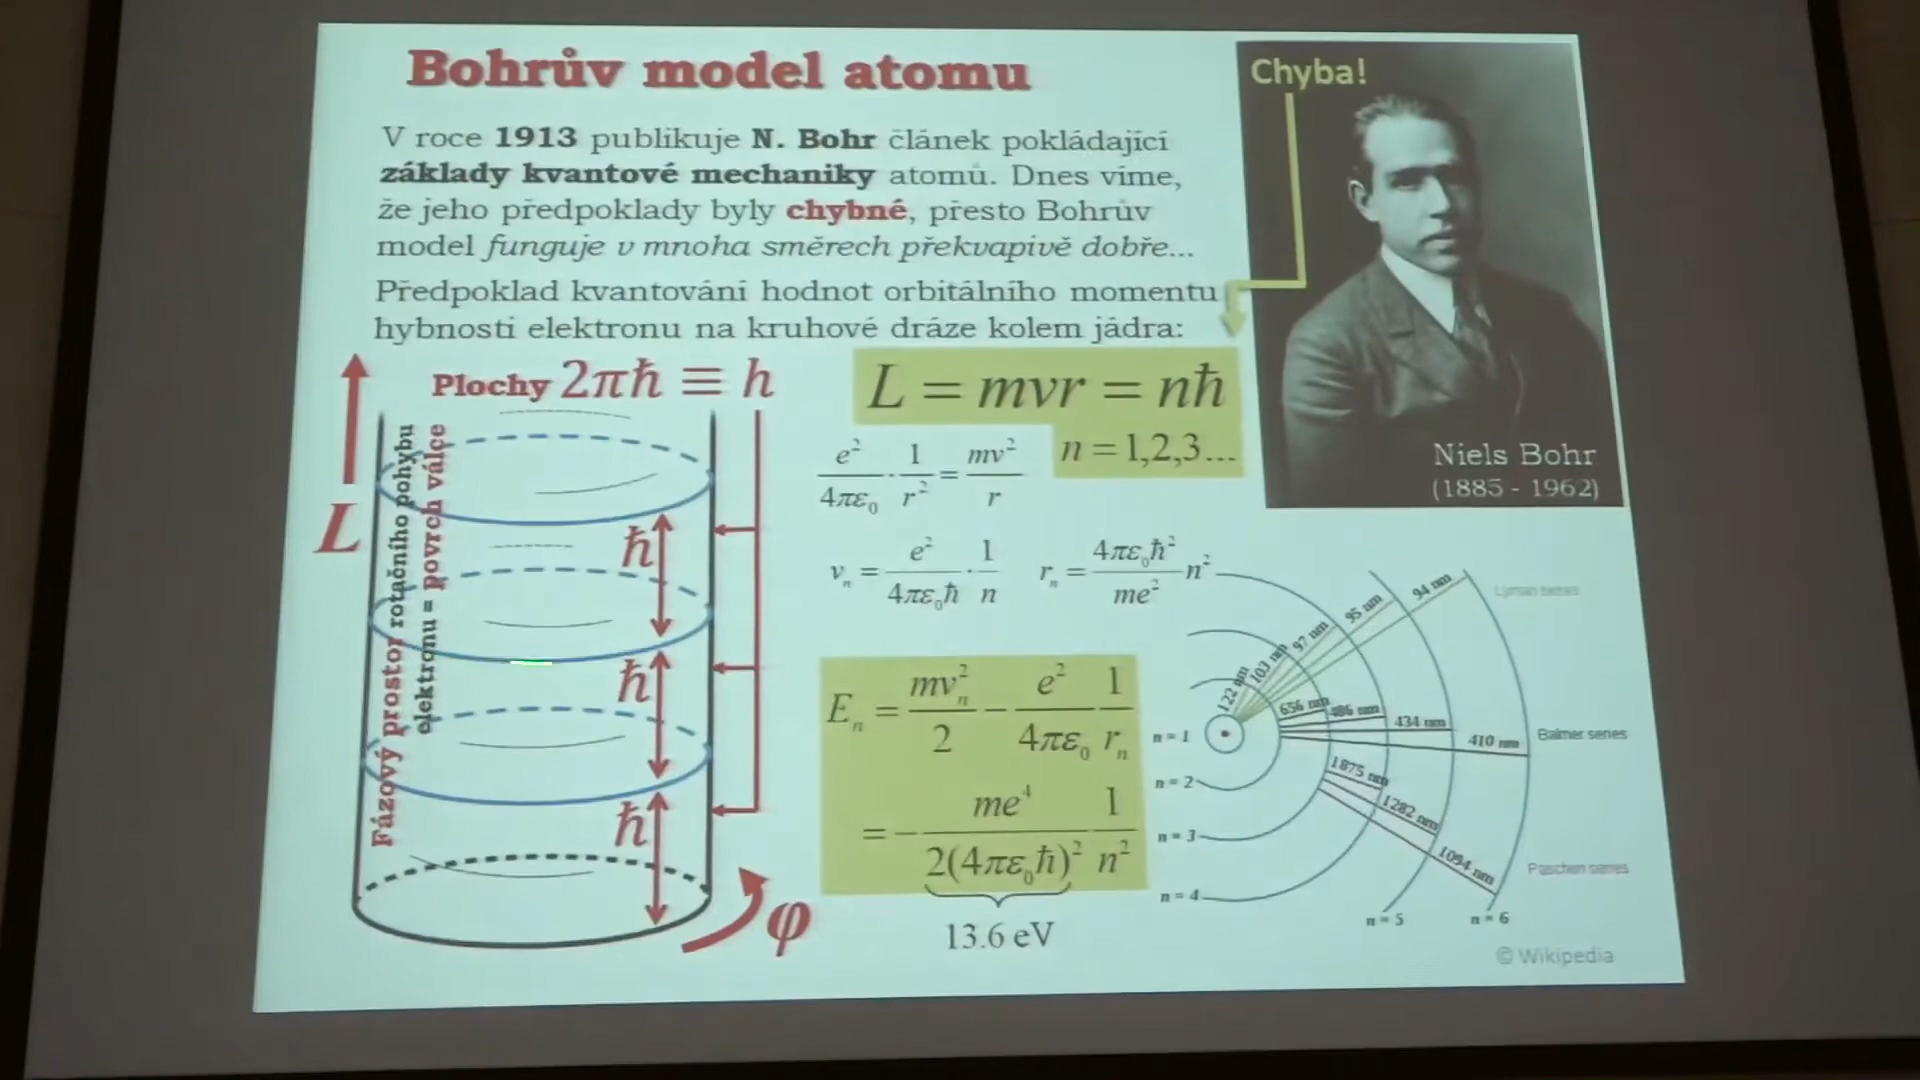 Bohrův model atomu
Chyba!
V roce 1913 publikuje N. Bohr článek pokládající
základy kvantové mechaniky atomů. Dnes víme,
že jeho předpoklady byly chybné, přesto Bohrův
model funguje v mnoha směrech překvapivě dobře...
Předpoklad kvantování hodnot orbitálního momentu
hybnosti elektronu na kruhové dráze kolem jádra:
Niels Bohr
(1885 - 1962)
Plochy 2πħ ≡ h
L
Fázový prostor rotačního pohybu
elektronu = povrch válce
ħ
ħ
ħ
φ
L = mvr = nħ
n = 1,2,3...
e²/4πε₀ · 1/r² = mv²/r
vₙ = e²/4πε₀ħ · 1/n
rₙ = 4πε₀ħ²/me² n²
Eₙ = mvₙ²/2 − e²/4πε₀ 1/rₙ
= − me⁴/2(4πε₀ħ)² 1/n²
13.6 eV
122 nm
103 nm
97 nm
95 nm
94 nm
Lyman series
656 nm
486 nm
434 nm
410 nm
Balmer series
1875 nm
1282 nm
1094 nm
Paschen series
n = 1
n = 2
n = 3
n = 4
n = 5
n = 6
© Wikipedia